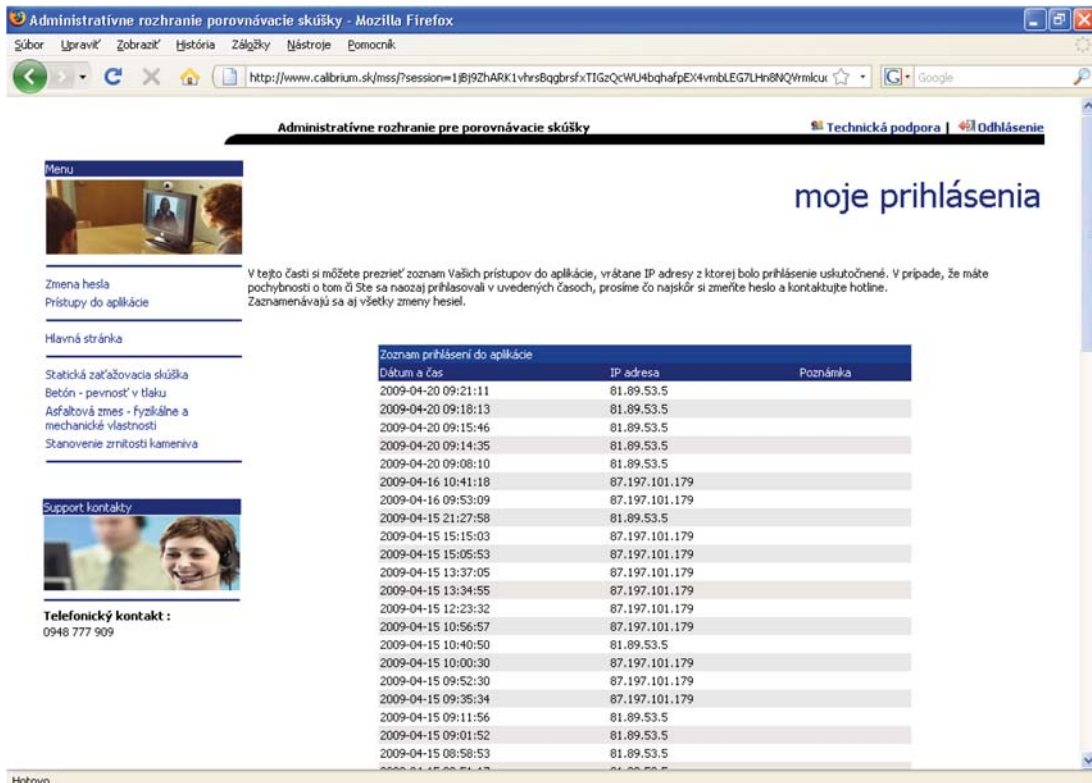 Administratívne rozhranie porovnávacie skúšky - Mozilla Firefox
Súbor Upraviť Zobraziť História Záložky Nástroje Pomocník
Google
Administratívne rozhranie pre porovnávacie skúšky
Technická podpora | Odhlásenie
Menu
moje prihlásenia
Zmena hesla
Prístupy do aplikácie
Hlavná stránka
Statická zaťažovacia skúška
Betón - pevnosť v tlaku
Asfaltová zmes - fyzikálne a
mechanické vlastnosti
Stanovenie zrnitosti kameniva
Support kontakty
Telefonický kontakt :
0948 777 909
V tejto časti si môžete prezrieť zoznam Vašich prístupov do aplikácie, vrátane IP adresy z ktorej bolo prihlásenie uskutočnené. V prípade, že máte
pochybnosti o tom či Ste sa naozaj prihlasovali v uvedených časoch, prosíme čo najskôr si zmeňte heslo a kontaktujte hotline.
Zaznamenávajú sa aj všetky zmeny hesiel.
Zoznam prihlásení do aplikácie
Dátum a čas IP adresa Poznámka
2009-04-20 09:21:11 81.89.53.5
2009-04-20 09:18:13 81.89.53.5
2009-04-20 09:15:46 81.89.53.5
2009-04-20 09:14:35 81.89.53.5
2009-04-20 09:08:10 81.89.53.5
2009-04-16 10:41:18 87.197.101.179
2009-04-16 09:53:09 87.197.101.179
2009-04-15 21:27:58 81.89.53.5
2009-04-15 15:15:03 87.197.101.179
2009-04-15 15:05:53 87.197.101.179
2009-04-15 13:37:05 87.197.101.179
2009-04-15 13:34:55 87.197.101.179
2009-04-15 12:23:32 87.197.101.179
2009-04-15 10:56:57 87.197.101.179
2009-04-15 10:40:50 81.89.53.5
2009-04-15 10:00:30 87.197.101.179
2009-04-15 09:52:30 87.197.101.179
2009-04-15 09:35:34 87.197.101.179
2009-04-15 09:11:56 81.89.53.5
2009-04-15 09:01:52 81.89.53.5
2009-04-15 08:58:53 81.89.53.5
Hotovo